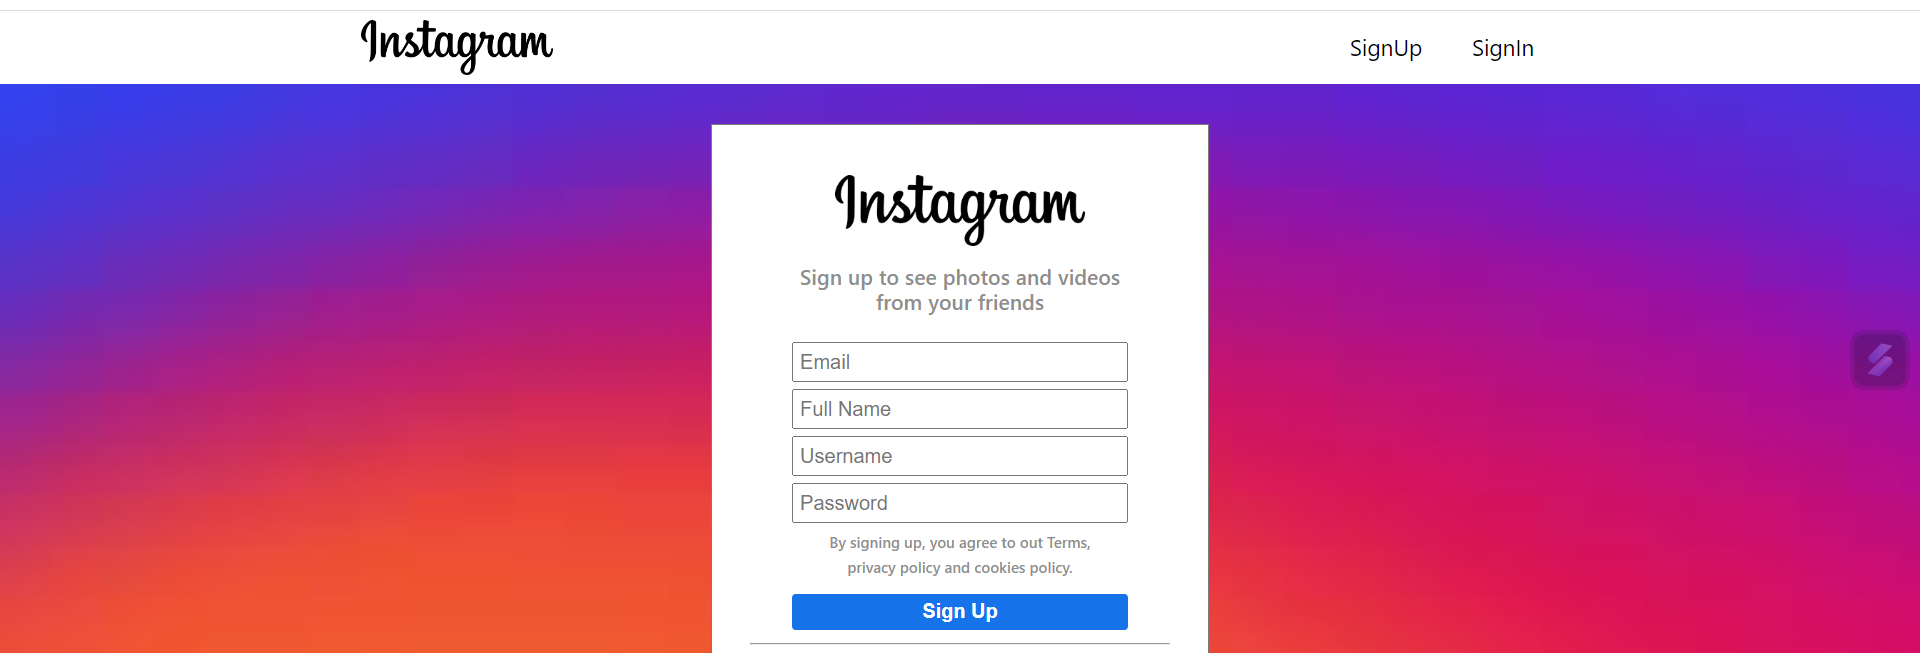 Instagram
SignUp
SignIn
Instagram
Sign up to see photos and videos
from your friends
Email
Full Name
Username
Password
By signing up, you agree to out Terms,
privacy policy and cookies policy.
Sign Up